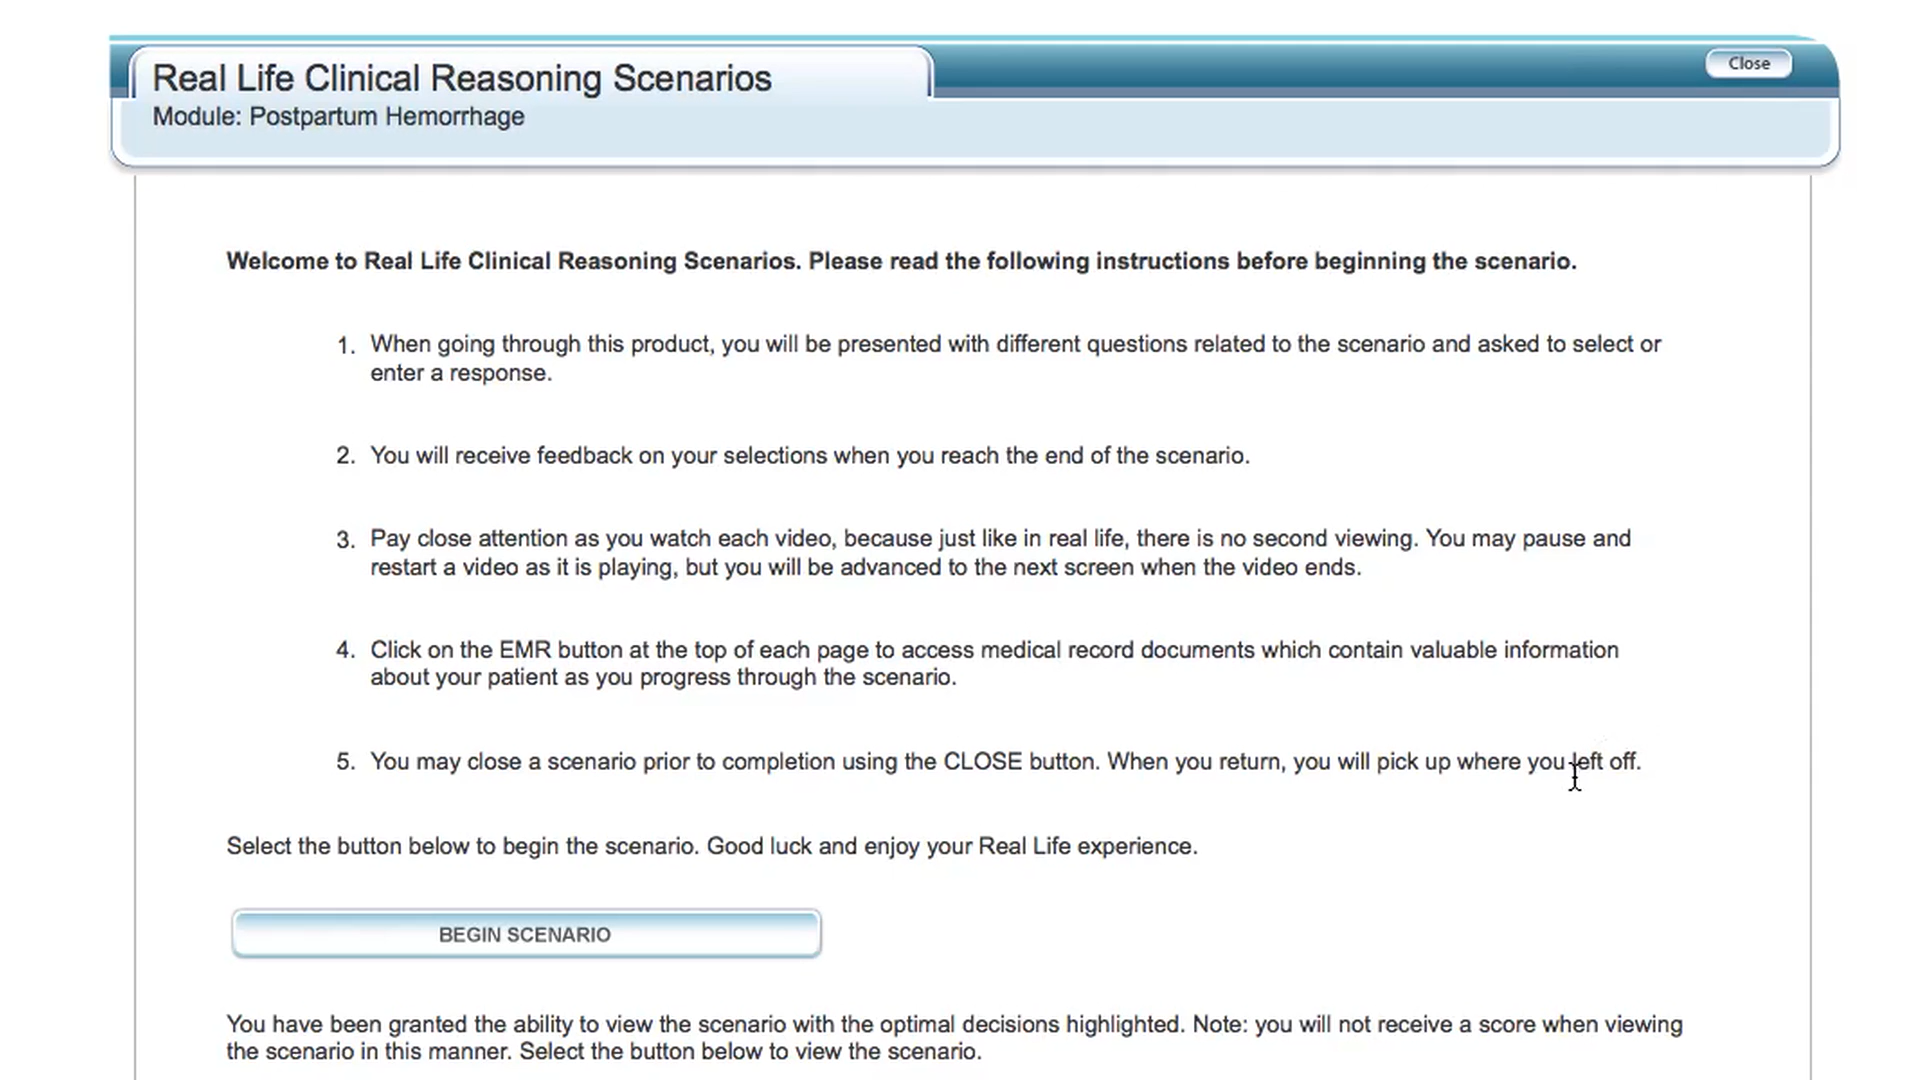 Real Life Clinical Reasoning Scenarios
Close
Module: Postpartum Hemorrhage
Welcome to Real Life Clinical Reasoning Scenarios. Please read the following instructions before beginning the scenario.
1. When going through this product, you will be presented with different questions related to the scenario and asked to select or
enter a response.
2. You will receive feedback on your selections when you reach the end of the scenario.
3. Pay close attention as you watch each video, because just like in real life, there is no second viewing. You may pause and
restart a video as it is playing, but you will be advanced to the next screen when the video ends.
4. Click on the EMR button at the top of each page to access medical record documents which contain valuable information
about your patient as you progress through the scenario.
5. You may close a scenario prior to completion using the CLOSE button. When you return, you will pick up where you left off.
Select the button below to begin the scenario. Good luck and enjoy your Real Life experience.
BEGIN SCENARIO
You have been granted the ability to view the scenario with the optimal decisions highlighted. Note: you will not receive a score when viewing
the scenario in this manner. Select the button below to view the scenario.